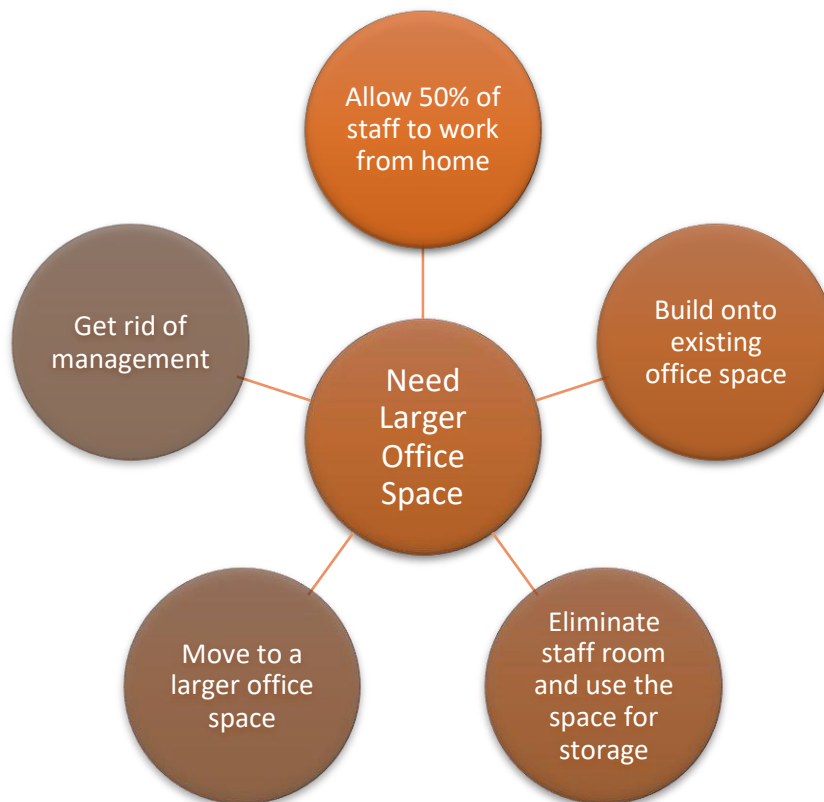 Allow 50% of
staff to work
from home
Build onto
existing
office space
Eliminate
staff room
and use the
space for
storage
Move to a
larger office
space
Get rid of
management
Need
Larger
Office
Space